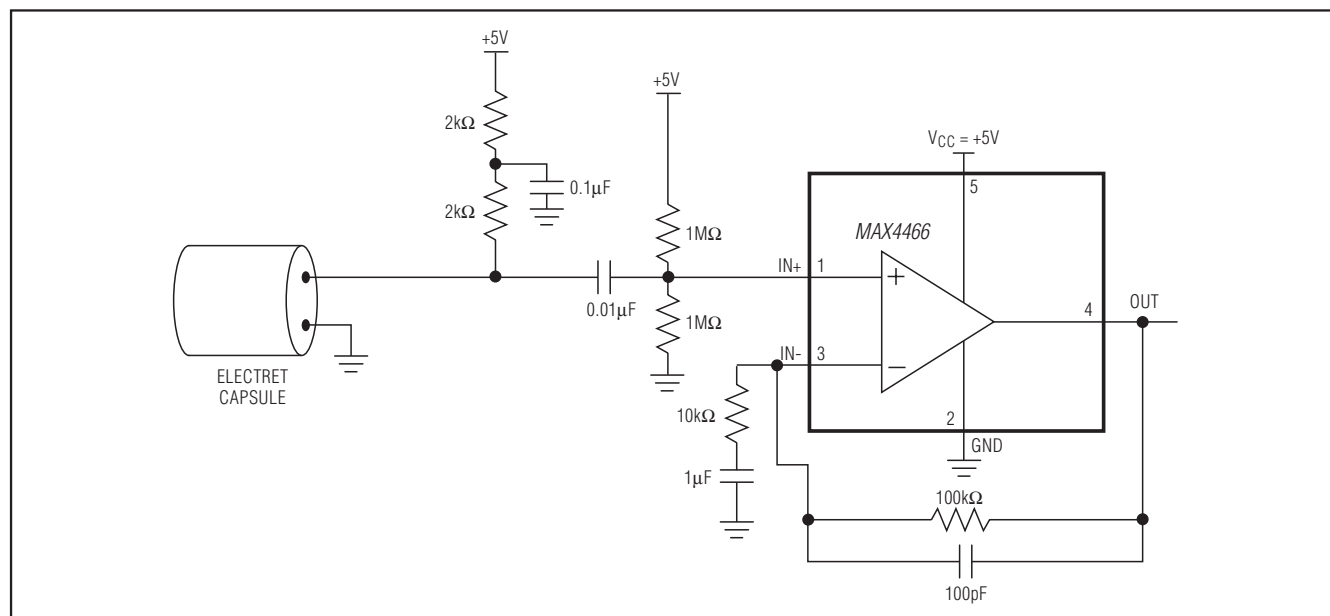 +5V
+5V
2kΩ
VCC = +5V
0.1µF
5
2kΩ
1MΩ
MAX4466
IN+
1
+
0.01µF
OUT
4
1MΩ
IN-
3
−
ELECTRET
CAPSULE
10kΩ
2
GND
1µF
100kΩ
100pF